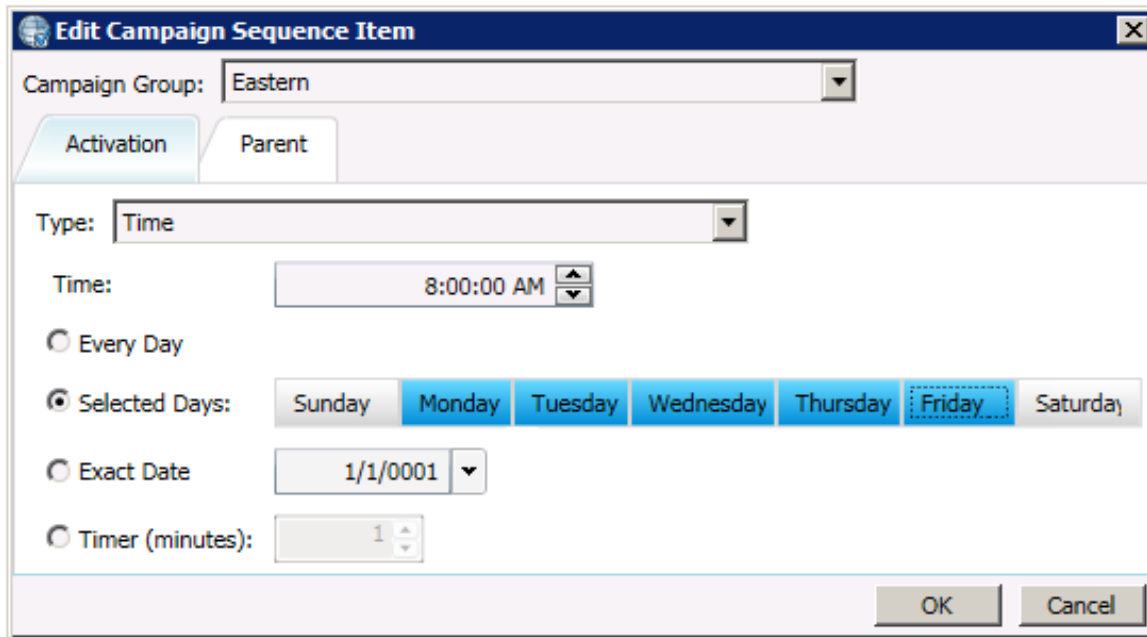 Edit Campaign Sequence Item
Campaign Group: Eastern
Activation Parent
Type: Time
Time: 8:00:00 AM
Every Day
Selected Days: Sunday Monday Tuesday Wednesday Thursday Friday Saturday
Exact Date 1/1/0001
Timer (minutes): 1
OK Cancel